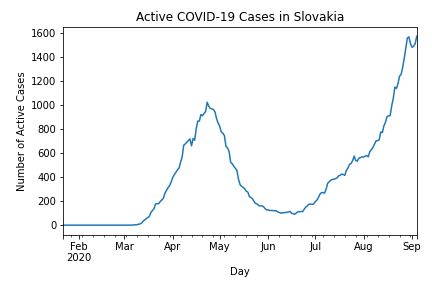 Active COVID-19 Cases in Slovakia
Number of Active Cases
1600
1400
1200
1000
800
600
400
200
0
Feb Mar Apr May Jun Jul Aug Sep
2020
Day